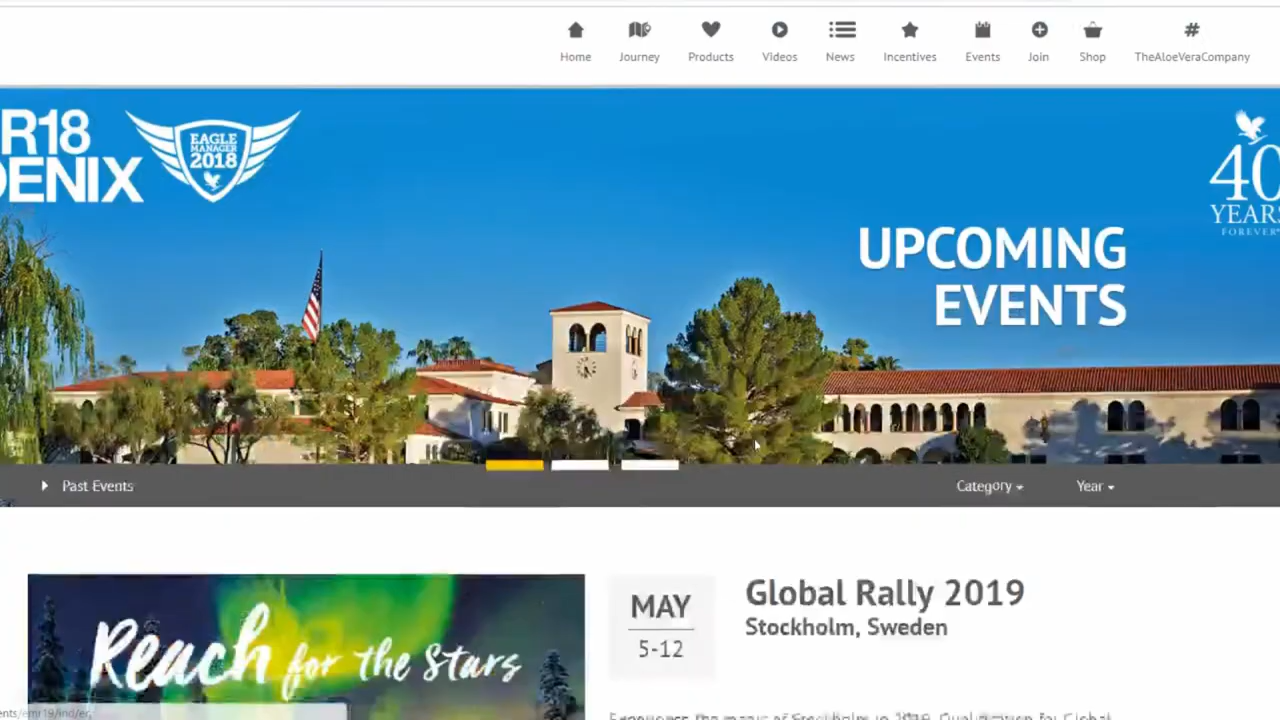 Home Journey Products Videos News Incentives Events Join Shop TheAloeVeraCompany
R18
ENIX
EAGLE
MANAGER
2018
40
YEARS
FOREVER
UPCOMING
EVENTS
Past Events Category Year
Reach for the Stars
MAY
5-12
Global Rally 2019
Stockholm, Sweden